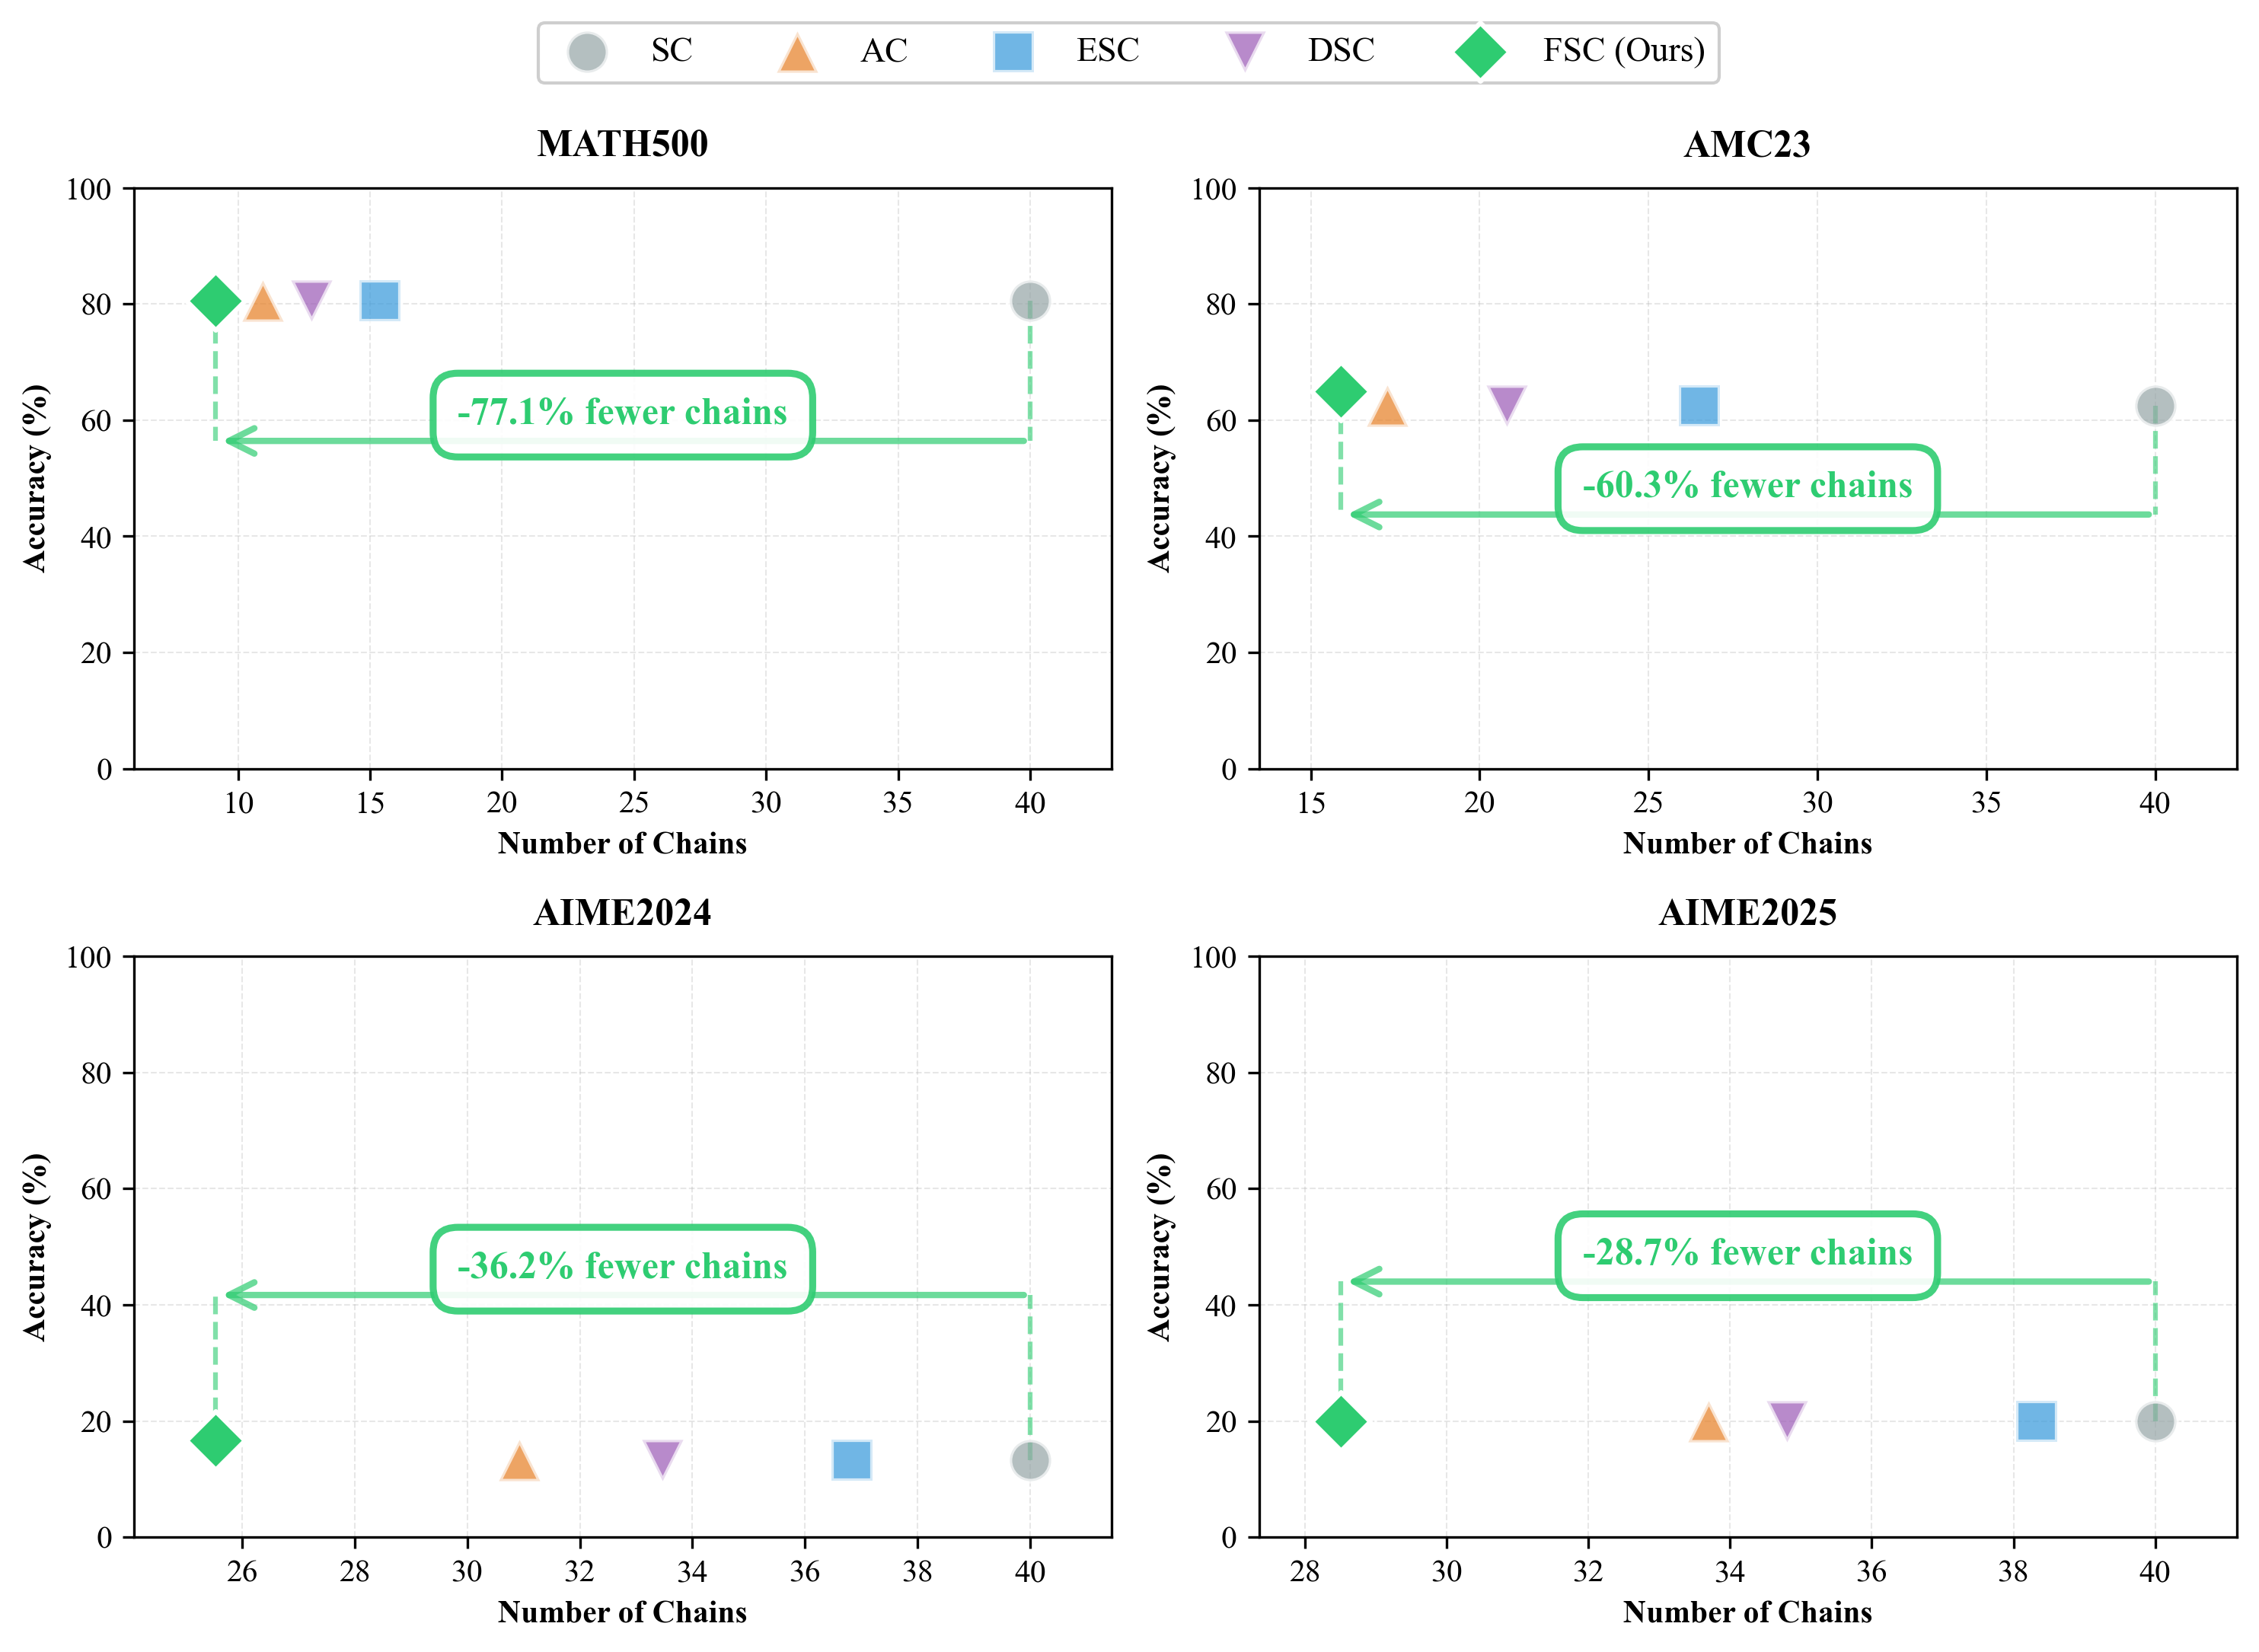 SC AC ESC DSC FSC (Ours)
MATH500
100
80
60
40
20
0
Accuracy (%)
-77.1% fewer chains
10 15 20 25 30 35 40
Number of Chains
AMC23
100
80
60
40
20
0
Accuracy (%)
-60.3% fewer chains
15 20 25 30 35 40
Number of Chains
AIME2024
100
80
60
40
20
0
Accuracy (%)
-36.2% fewer chains
26 28 30 32 34 36 38 40
Number of Chains
AIME2025
100
80
60
40
20
0
Accuracy (%)
-28.7% fewer chains
28 30 32 34 36 38 40
Number of Chains